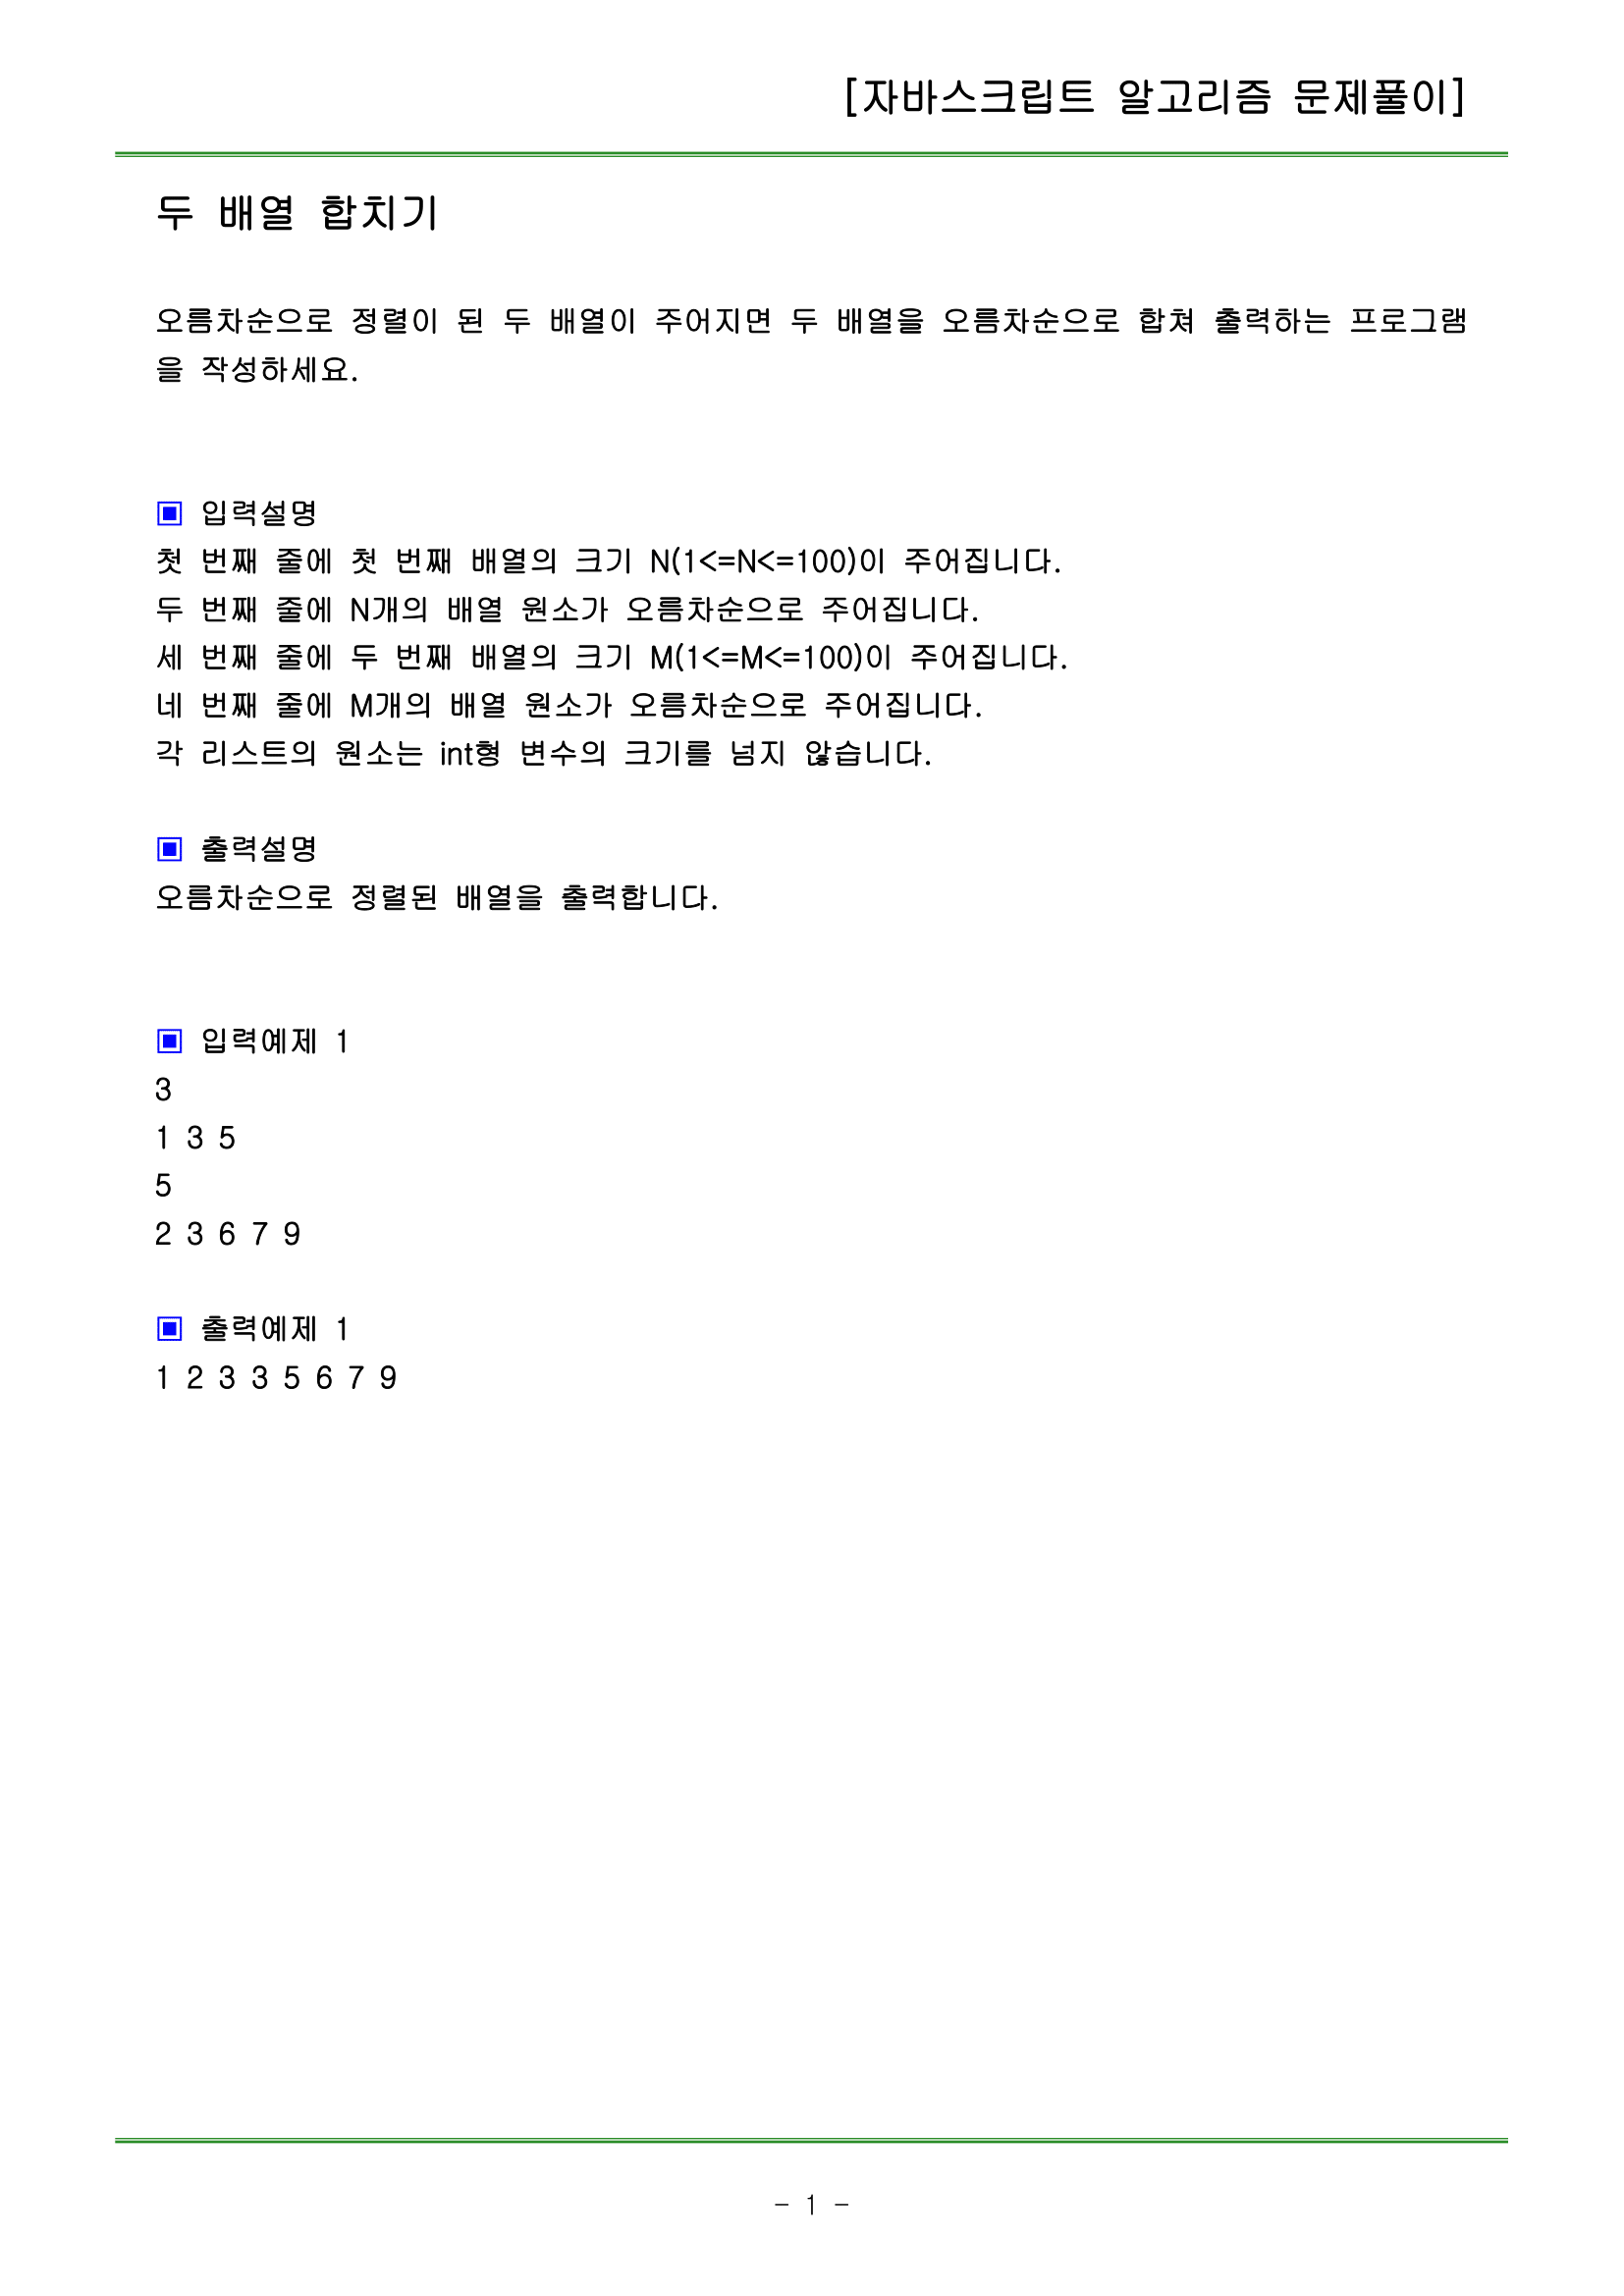 [자바스크립트 알고리즘 문제풀이]
두 배열 합치기
오름차순으로 정렬이 된 두 배열이 주어지면 두 배열을 오름차순으로 합쳐 출력하는 프로그램
을 작성하세요.
▣ 입력설명
첫 번째 줄에 첫 번째 배열의 크기 N(1<=N<=100)이 주어집니다.
두 번째 줄에 N개의 배열 원소가 오름차순으로 주어집니다.
세 번째 줄에 두 번째 배열의 크기 M(1<=M<=100)이 주어집니다.
네 번째 줄에 M개의 배열 원소가 오름차순으로 주어집니다.
각 리스트의 원소는 int형 변수의 크기를 넘지 않습니다.
▣ 출력설명
오름차순으로 정렬된 배열을 출력합니다.
▣ 입력예제 1
3
1 3 5
5
2 3 6 7 9
▣ 출력예제 1
1 2 3 3 5 6 7 9
- 1 -